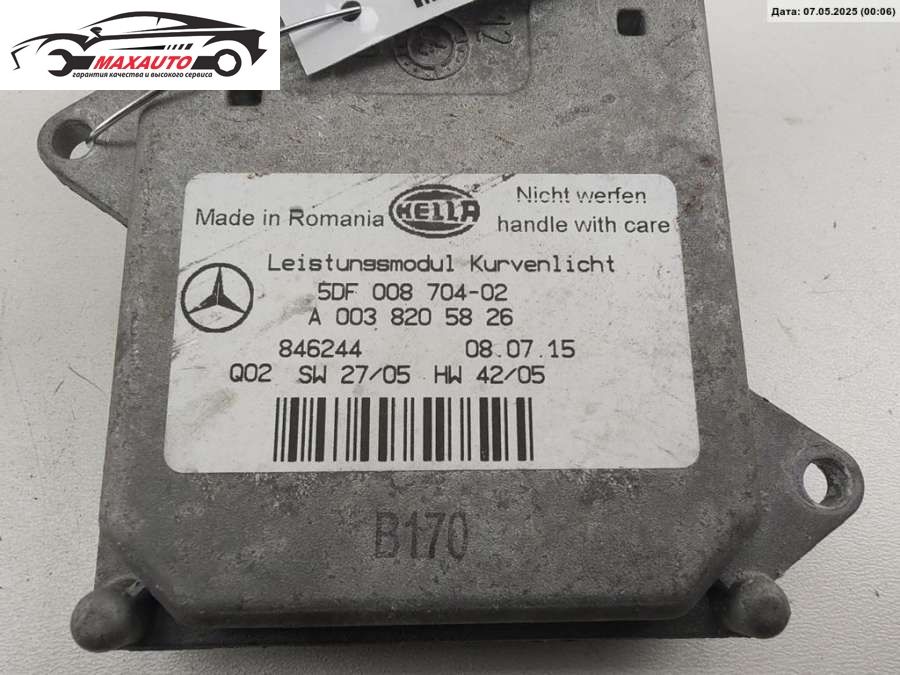 Дата: 07.05.2025 (00:06)
MAXAUTO
гарантия качества и высокого сервиса
12
Made in Romania
HELLA
®
Nicht werfen
handle with care
Leistungsmodul Kurvenlicht
5DF 008 704-02
A 003 820 58 26
846244 08.07.15
Q02 SW 27/05 HW 42/05
B170